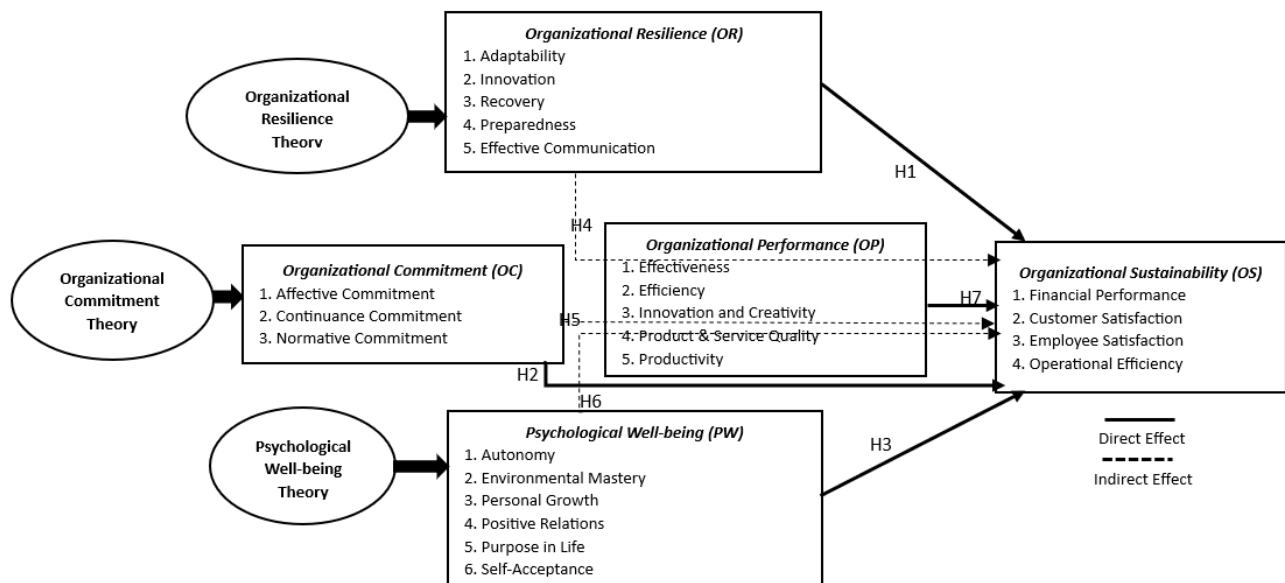 Organizational Resilience (OR)
1. Adaptability
2. Innovation
3. Recovery
4. Preparedness
5. Effective Communication
Organizational
Resilience
Theorv
H1
H4
Organizational Commitment (OC)
1. Affective Commitment
2. Continuance Commitment
3. Normative Commitment
Organizational
Commitment
Theory
Organizational Performance (OP)
1. Effectiveness
2. Efficiency
3. Innovation and Creativity
4. Product & Service Quality
5. Productivity
H5
H7
Organizational Sustainability (OS)
1. Financial Performance
2. Customer Satisfaction
3. Employee Satisfaction
4. Operational Efficiency
H2
H6
Psychological Well-being (PW)
1. Autonomy
2. Environmental Mastery
3. Personal Growth
4. Positive Relations
5. Purpose in Life
6. Self-Acceptance
Psychological
Well-being
Theory
H3
Direct Effect
Indirect Effect